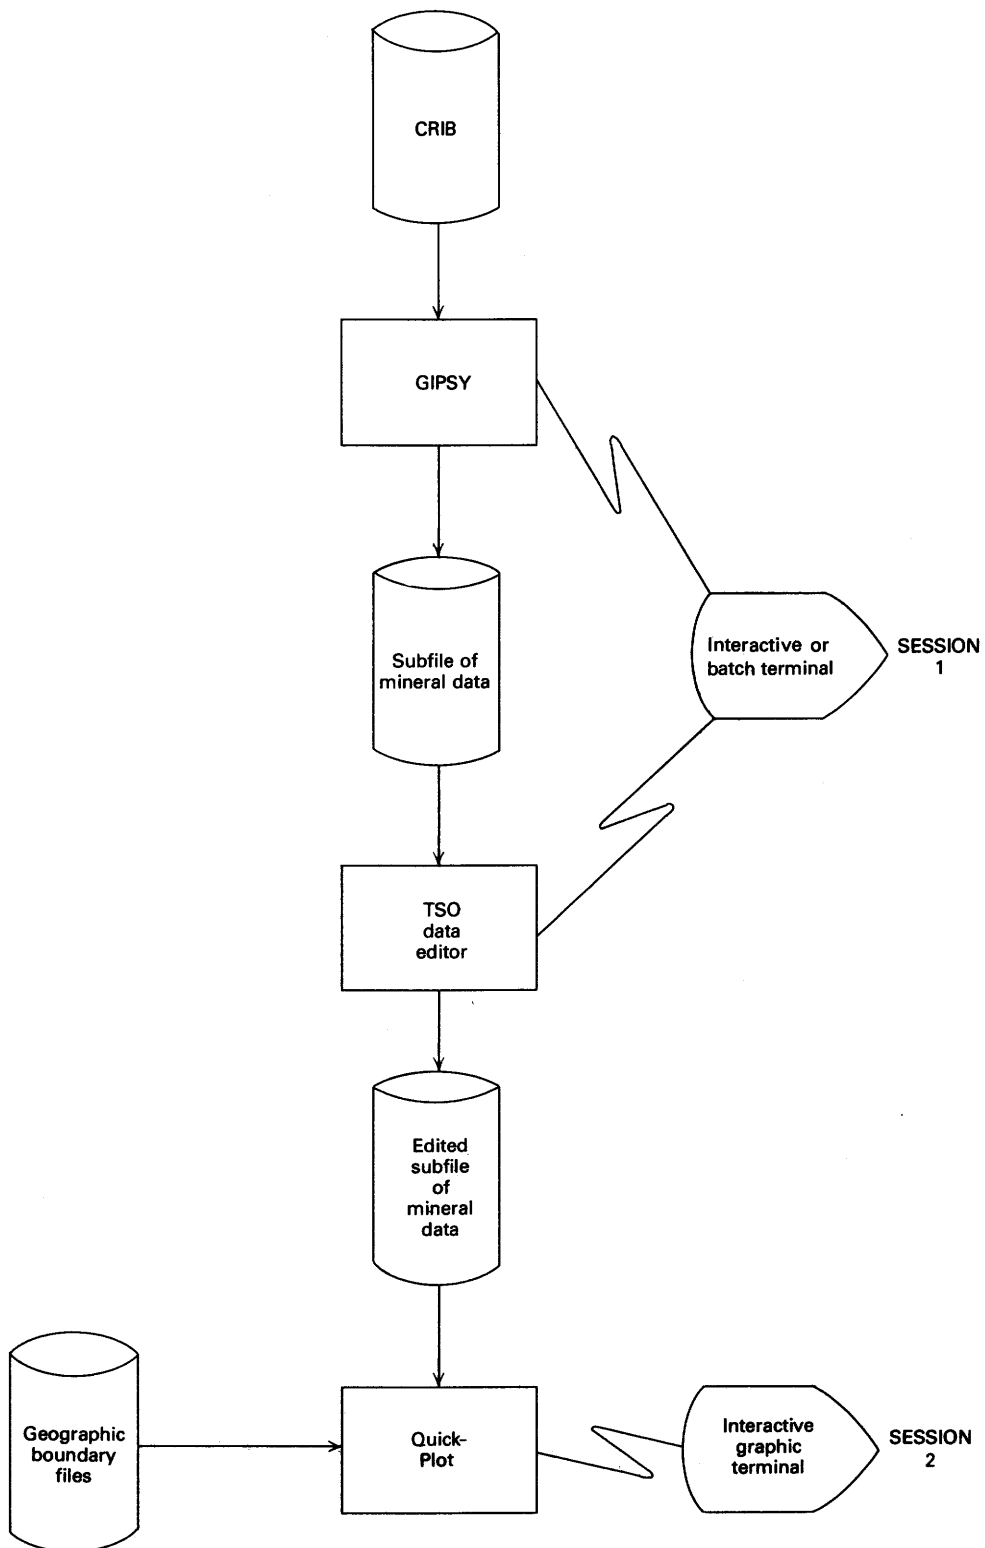 CRIB
GIPSY
Subfile of
mineral data
Interactive or
batch terminal
SESSION
1
TSO
data
editor
Edited
subfile
of
mineral
data
Geographic
boundary
files
Quick-
Plot
Interactive
graphic
terminal
SESSION
2